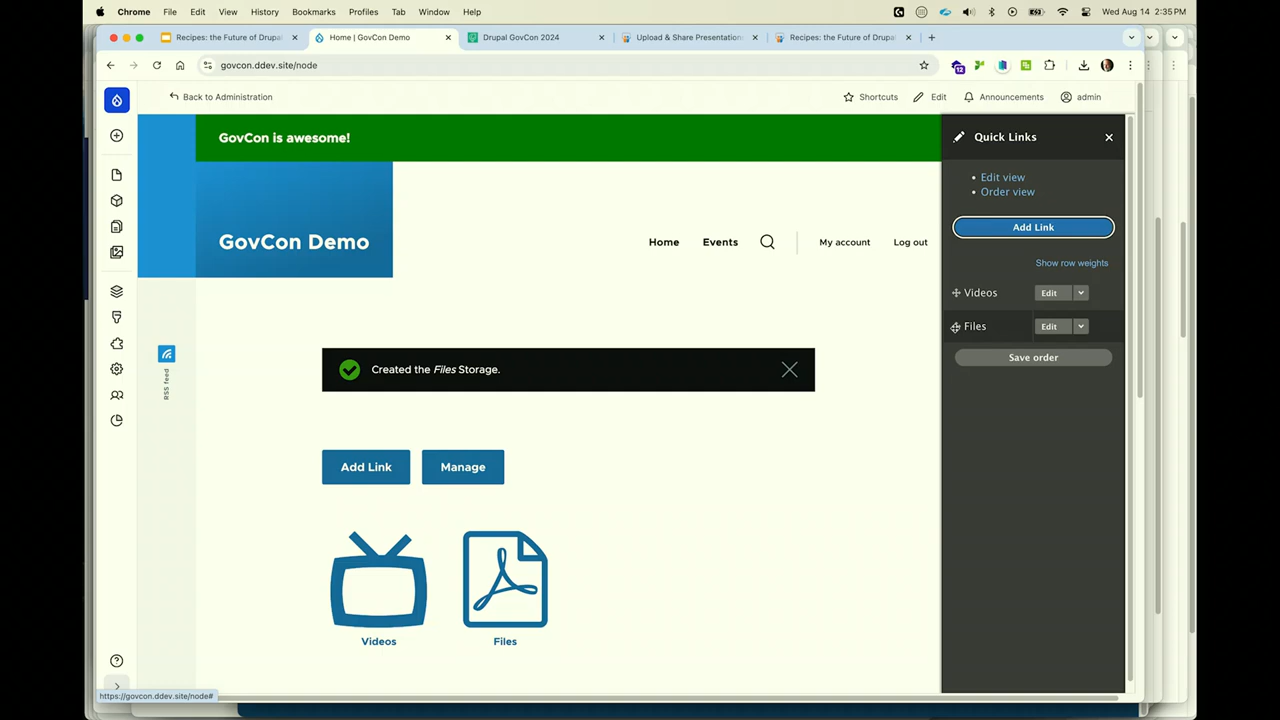 Chrome File Edit View History Bookmarks Profiles Tab Window Help
Wed Aug 14 2:35 PM
Recipes: the Future of Drupal
Home | GovCon Demo
Drupal GovCon 2024
Upload & Share Presentations
Recipes: the Future of Drupal
govcon.ddev.site/node
12
Back to Administration
Shortcuts
Edit
Announcements
admin
GovCon is awesome!
GovCon Demo
Home
Events
My account
Log out
RSS feed
Created the Files Storage.
Add Link
Manage
Videos
Files
Quick Links
Edit view
Order view
Add Link
Show row weights
Videos
Edit
Files
Edit
Save order
https://govcon.ddev.site/node#